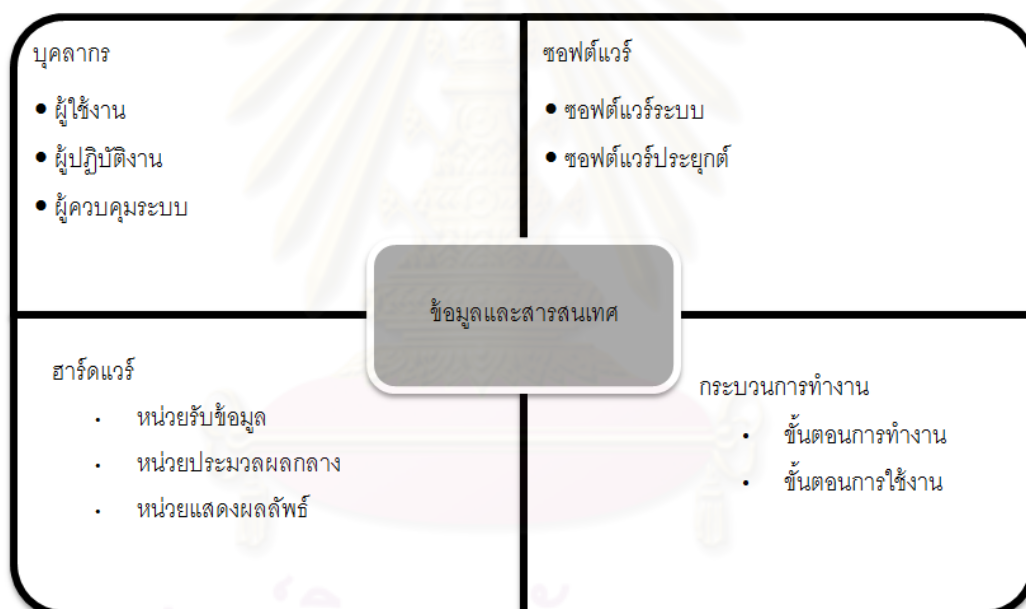 บุคลากร
• ผู้ใช้งาน
• ผู้ปฏิบัติงาน
• ผู้ควบคุมระบบ
ซอฟต์แวร์
• ซอฟต์แวร์ระบบ
• ซอฟต์แวร์ประยุกต์
ข้อมูลและสารสนเทศ
ฮาร์ดแวร์
• หน่วยรับข้อมูล
• หน่วยประมวลผลกลาง
• หน่วยแสดงผลลัพธ์
กระบวนการทำงาน
• ขั้นตอนการทำงาน
• ขั้นตอนการใช้งาน